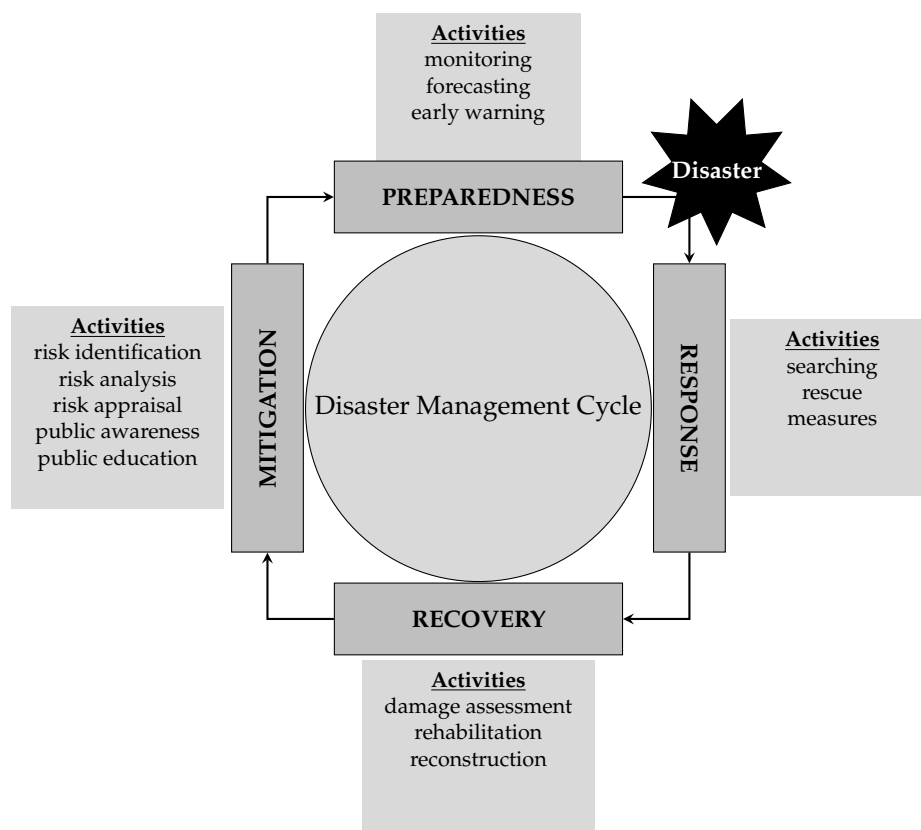 Activities
monitoring
forecasting
early warning
Disaster
PREPAREDNESS
Activities
risk identification
risk analysis
risk appraisal
public awareness
public education
MITIGATION
Disaster Management Cycle
RESPONSE
Activities
searching
rescue
measures
RECOVERY
Activities
damage assessment
rehabilitation
reconstruction